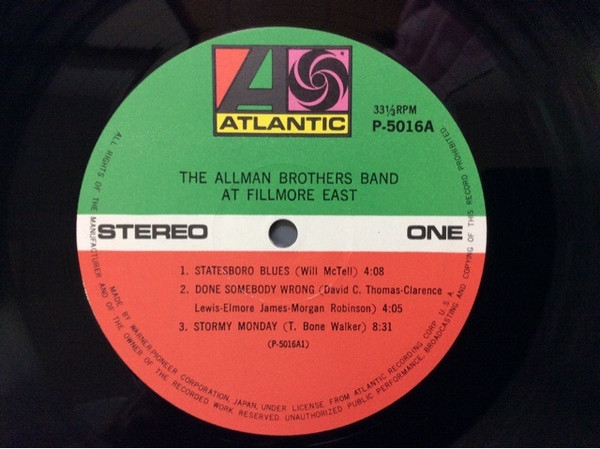 ATLANTIC
33⅓RPM
P-5016A
THE ALLMAN BROTHERS BAND
AT FILLMORE EAST
STEREO
ONE
1. STATESBORO BLUES (Will McTell) 4:08
2. DONE SOMEBODY WRONG (David C. Thomas-Clarence
Lewis-Elmore James-Morgan Robinson) 4:05
3. STORMY MONDAY (T. Bone Walker) 8:31
(P-5016A1)
ALL RIGHTS OF THE MANUFACTURER AND OF THE OWNER OF THE RECORDED WORK RESERVED. UNAUTHORIZED PUBLIC PERFORMANCE, BROADCASTING AND COPYING OF THIS RECORD PROHIBITED.
MADE BY WARNER-PIONEER CORPORATION, JAPAN, UNDER LICENSE FROM ATLANTIC RECORDING CORP. U.S.A.